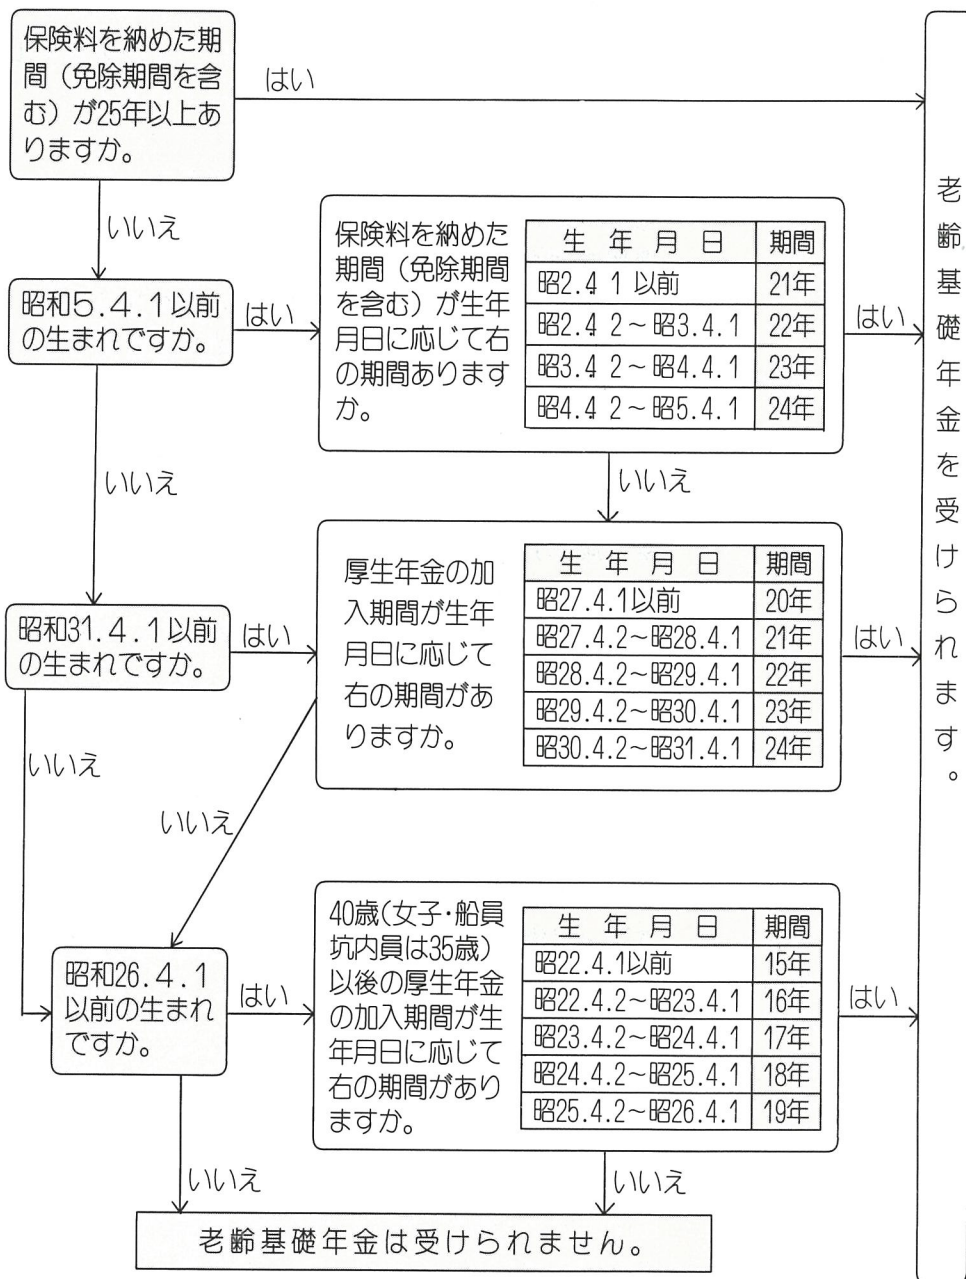 保険料を納めた期
間（免除期間を含
む）が25年以上あ
りますか。
はい
いいえ
昭和5.4.1以前
の生まれですか。
はい
保険料を納めた
期間（免除期間
を含む）が生年
月日に応じて右
の期間あります
か。
生年月日 期間
昭2.4 1 以前 21年
昭2.4 2～昭3.4.1 22年
昭3.4 2～昭4.4.1 23年
昭4.4 2～昭5.4.1 24年
はい
いいえ
いいえ
昭和31.4.1以前
の生まれですか。
はい
厚生年金の加
入期間が生年
月日に応じて
右の期間があ
りますか。
生年月日 期間
昭27.4.1以前 20年
昭27.4.2～昭28.4.1 21年
昭28.4.2～昭29.4.1 22年
昭29.4.2～昭30.4.1 23年
昭30.4.2～昭31.4.1 24年
はい
いいえ
いいえ
昭和26.4.1
以前の生まれ
ですか。
はい
40歳（女子・船員
坑内員は35歳）
以後の厚生年金
の加入期間が生
年月日に応じて
右の期間があり
ますか。
生年月日 期間
昭22.4.1以前 15年
昭22.4.2～昭23.4.1 16年
昭23.4.2～昭24.4.1 17年
昭24.4.2～昭25.4.1 18年
昭25.4.2～昭26.4.1 19年
はい
いいえ
いいえ
老齢基礎年金は受けられません。
老齢基礎年金を受けられます。